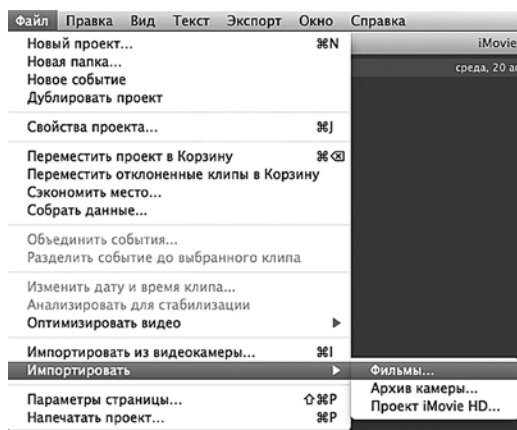 Файл Правка Вид Текст Экспорт Окно Справка
iMovie
среда, 20
Новый проект... ⌘N
Новая папка...
Новое событие
Дублировать проект
Свойства проекта... ⌘J
Переместить проект в Корзину ⌘⌫
Переместить отклоненные клипы в Корзину
Сэкономить место...
Собрать данные...
Объединить события...
Разделить событие до выбранного клипа
Изменить дату и время клипа...
Анализировать для стабилизации
Оптимизировать видео
Импортировать из видеокамеры... ⌘I
Импортировать
Фильмы...
Архив камеры...
Проект iMovie HD...
Параметры страницы... ⇧⌘P
Напечатать проект... ⌘P